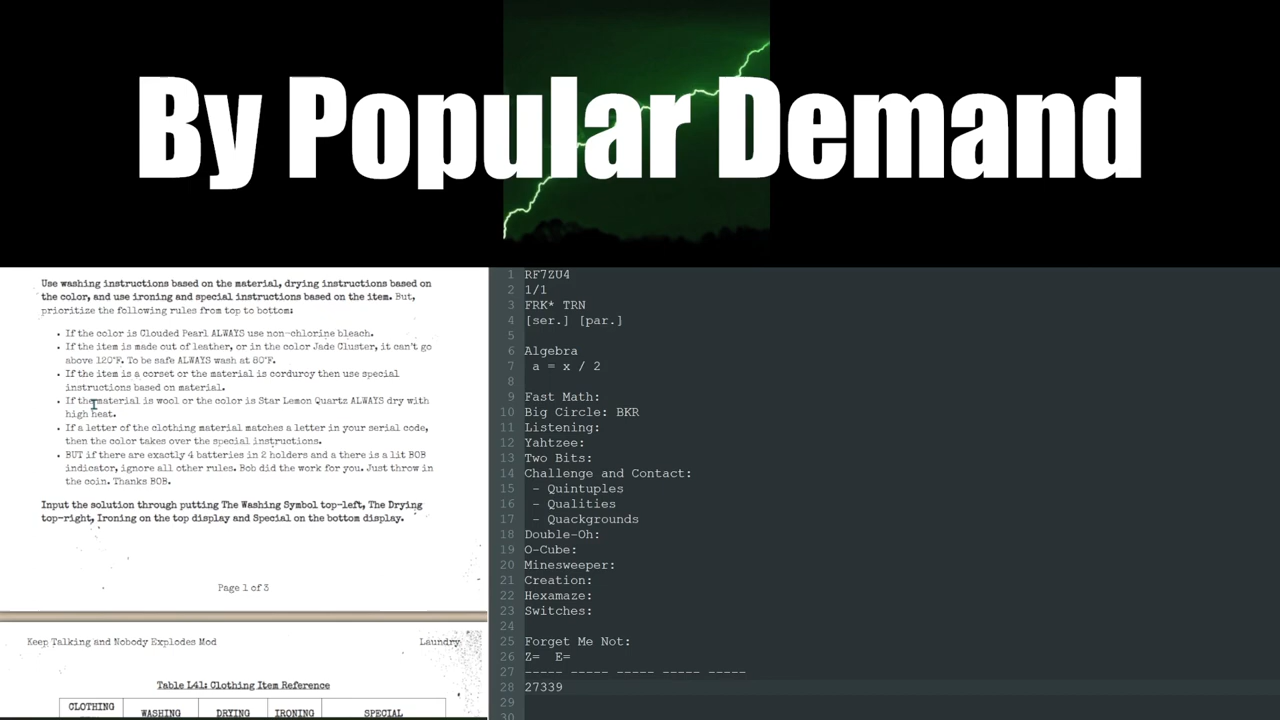 By Popular Demand
Use washing instructions based on the material, drying instructions based on
the color, and use ironing and special instructions based on the item. But,
prioritize the following rules from top to bottom:
• If the color is Clouded Pearl ALWAYS use non-chlorine bleach.
• If the item is made out of leather, or in the color Jade Cluster, it can't go
above 120°F. To be safe ALWAYS wash at 80°F.
• If the item is a corset or the material is corduroy then use special
instructions based on material.
• If the material is wool or the color is Star Lemon Quartz ALWAYS dry with
high heat.
• If a letter of the clothing material matches a letter in your serial code,
then the color takes over the special instructions.
• BUT if there are exactly 4 batteries in 2 holders and a there is a lit BOB
indicator, ignore all other rules. Bob did the work for you. Just throw in
the coin. Thanks BOB.
Input the solution through putting The Washing Symbol top-left, The Drying
top-right, Ironing on the top display and Special on the bottom display.
Page 1 of 3
Keep Talking and Nobody Explodes Mod Laundry
Table L41: Clothing Item Reference
CLOTHING
WASHING DRYING IRONING SPECIAL
1 RF7ZU4
2 1/1
3 FRK* TRN
4 [ser.] [par.]
5
6 Algebra
7 a = x / 2
8
9 Fast Math:
10 Big Circle: BKR
11 Listening:
12 Yahtzee:
13 Two Bits:
14 Challenge and Contact:
15 - Quintuples
16 - Qualities
17 - Quackgrounds
18 Double-Oh:
19 O-Cube:
20 Minesweeper:
21 Creation:
22 Hexamaze:
23 Switches:
24
25 Forget Me Not:
26 Z= E=
27 ----- ----- ----- ----- -----
28 27339
29
30